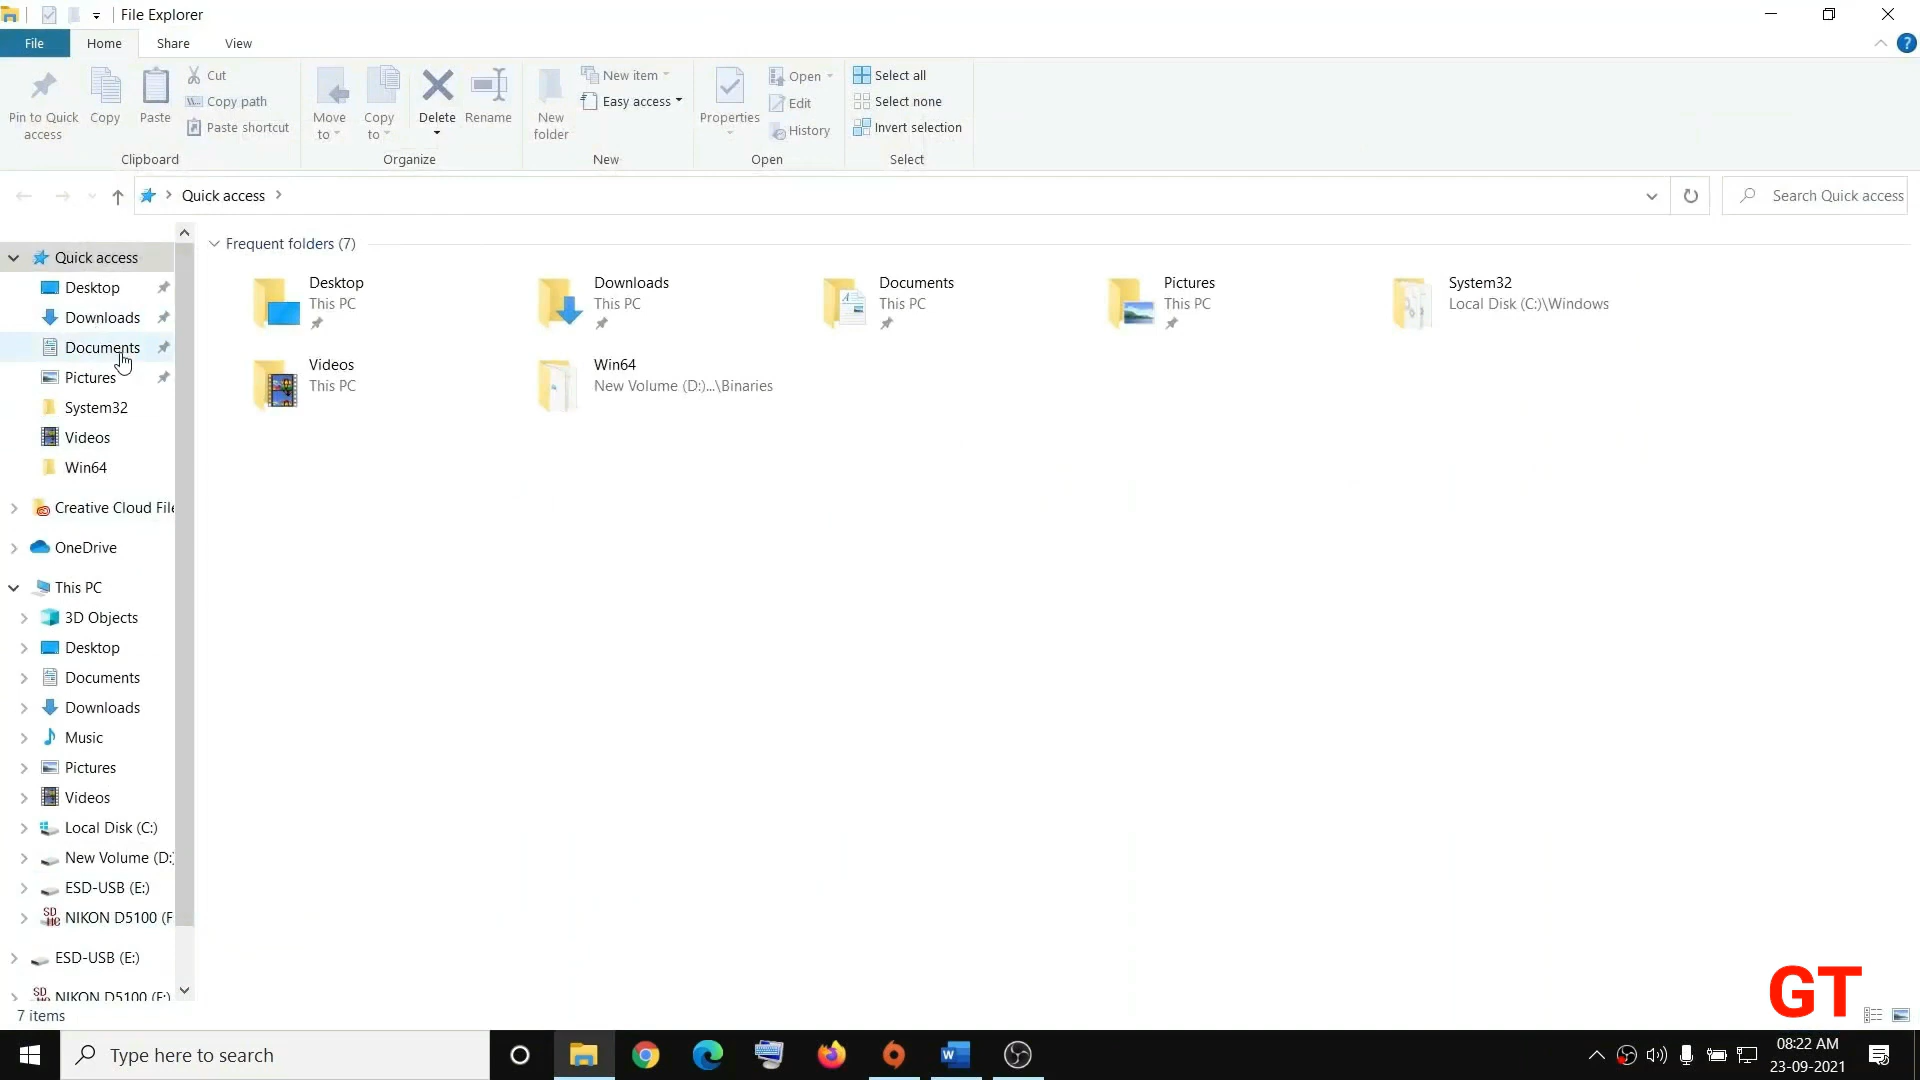 File Explorer
File Home Share View
Pin to Quick access
Copy
Paste
Cut
Copy path
Paste shortcut
Clipboard
Move to
Copy to
Delete
Rename
Organize
New folder
New item
Easy access
New
Properties
Open
Edit
History
Open
Select all
Select none
Invert selection
Select
Quick access
Search Quick access
Quick access
Desktop
Downloads
Documents
Pictures
System32
Videos
Win64
Creative Cloud File
OneDrive
This PC
3D Objects
Desktop
Documents
Downloads
Music
Pictures
Videos
Local Disk (C:)
New Volume (D:)
ESD-USB (E:)
NIKON D5100 (F
ESD-USB (E:)
NIKON D5100 (F:)
Frequent folders (7)
Desktop
This PC
Downloads
This PC
Documents
This PC
Pictures
This PC
System32
Local Disk (C:)\Windows
Videos
This PC
Win64
New Volume (D:)...\Binaries
7 items
GT
Type here to search
08:22 AM
23-09-2021